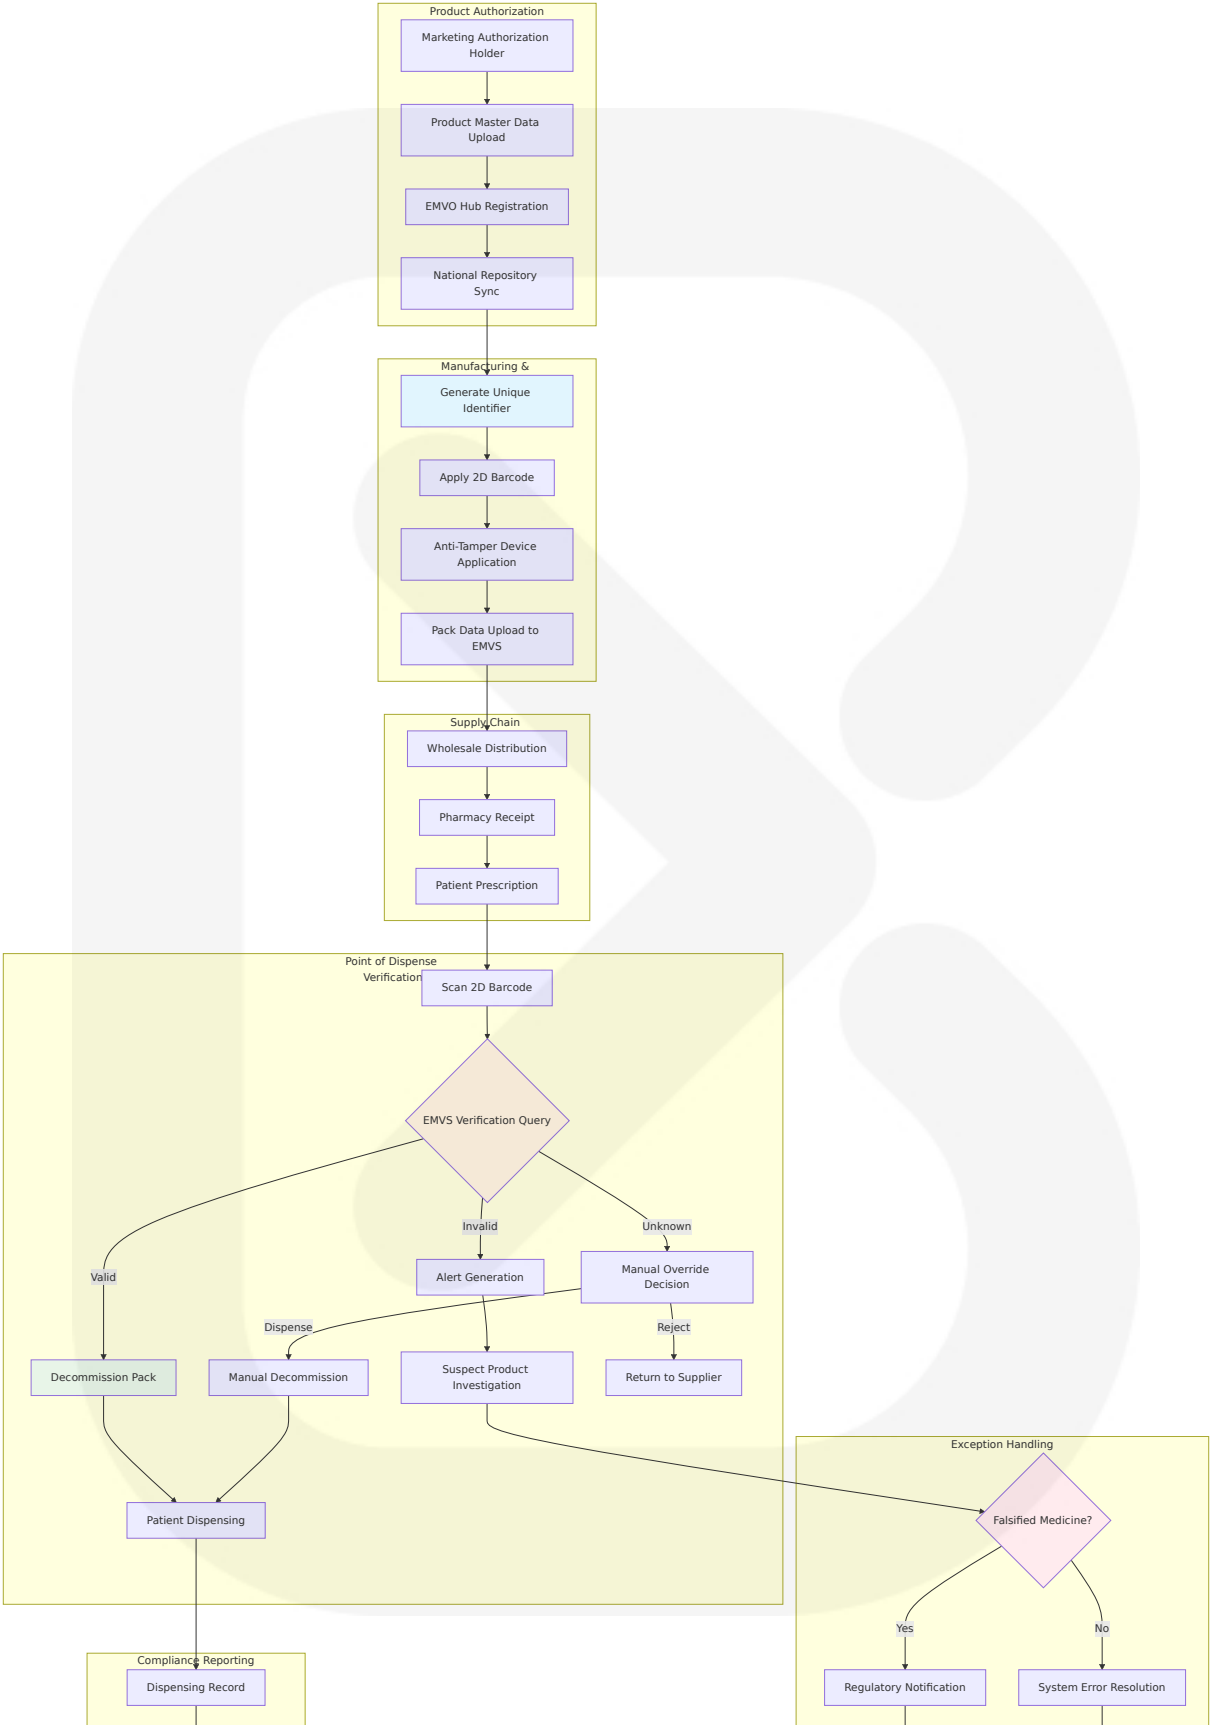 Product Authorization
Marketing Authorization
Holder
Product Master Data
Upload
EMVO Hub Registration
National Repository
Sync
Manufacturing &
Generate Unique
Identifier
Apply 2D Barcode
Anti-Tamper Device
Application
Pack Data Upload to
EMVS
Supply Chain
Wholesale Distribution
Pharmacy Receipt
Patient Prescription
Point of Dispense
Verification
Scan 2D Barcode
EMVS Verification Query
Invalid
Unknown
Valid
Alert Generation
Manual Override
Decision
Dispense
Reject
Decommission Pack
Manual Decommission
Suspect Product
Investigation
Return to Supplier
Exception Handling
Patient Dispensing
Falsified Medicine?
Yes
No
Compliance Reporting
Dispensing Record
Regulatory Notification
System Error Resolution